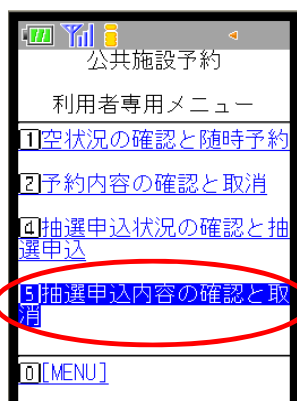 公共施設予約
利用者専用メニュー
1空状況の確認と随時予約
2予約内容の確認と取消
4抽選申込状況の確認と抽
選申込
5抽選申込内容の確認と取
消
0[MENU]